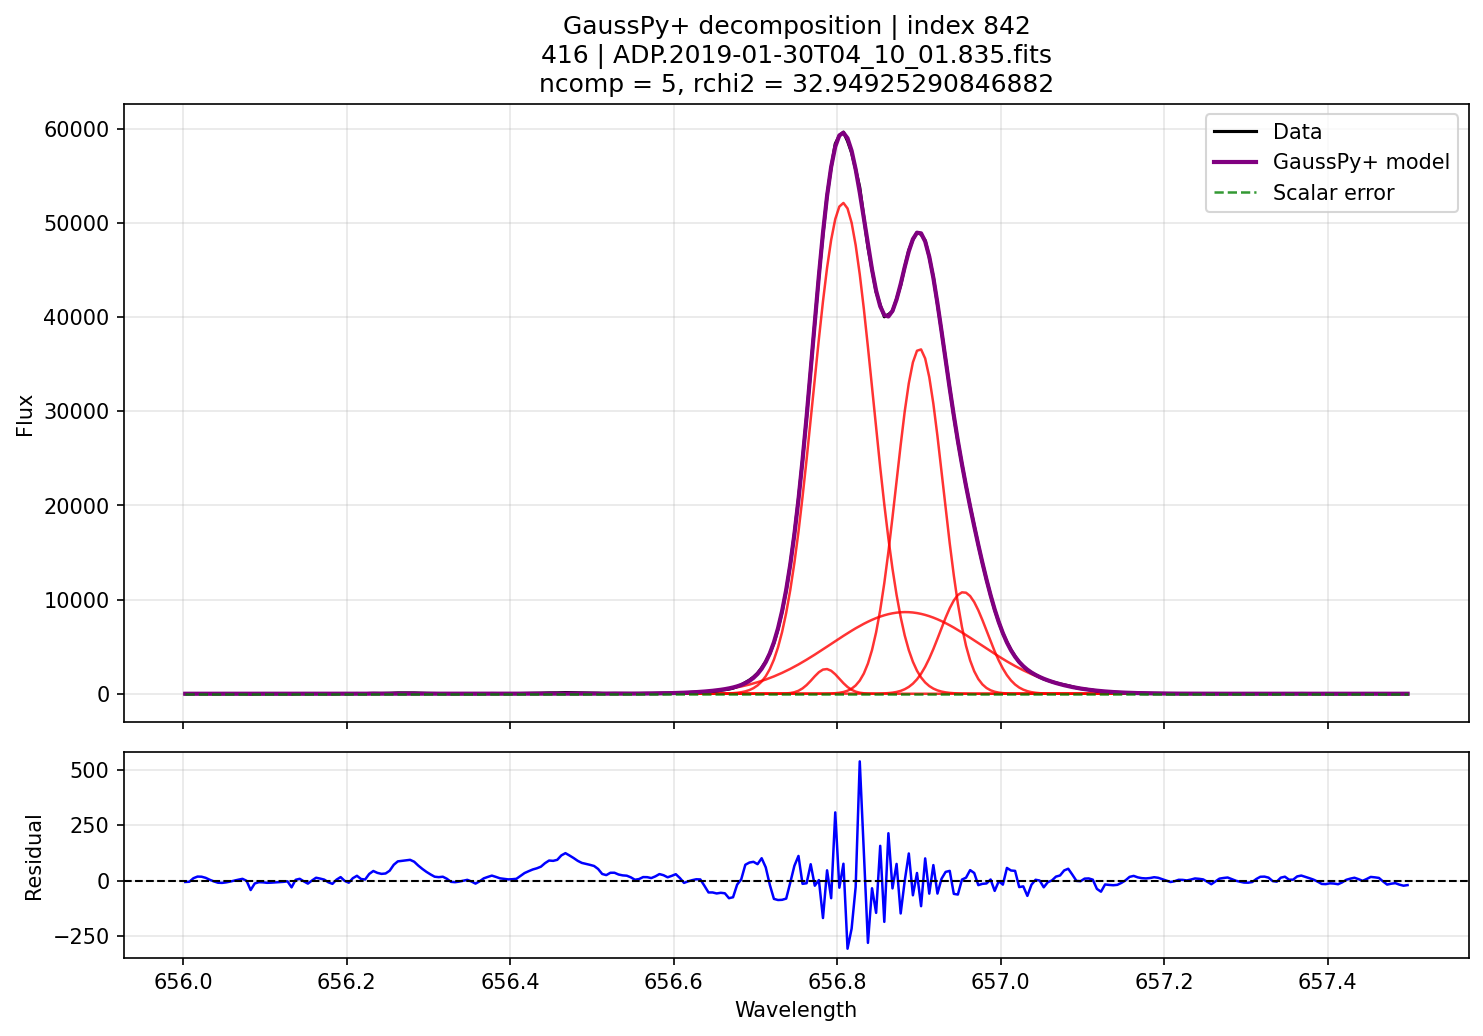 GaussPy+ decomposition | index 842
416 | ADP.2019-01-30T04_10_01.835.fits
ncomp = 5, rchi2 = 32.94925290846882
Data
GaussPy+ model
Scalar error
60000
50000
40000
30000
20000
10000
0
Flux
500
250
0
−250
Residual
656.0 656.2 656.4 656.6 656.8 657.0 657.2 657.4
Wavelength